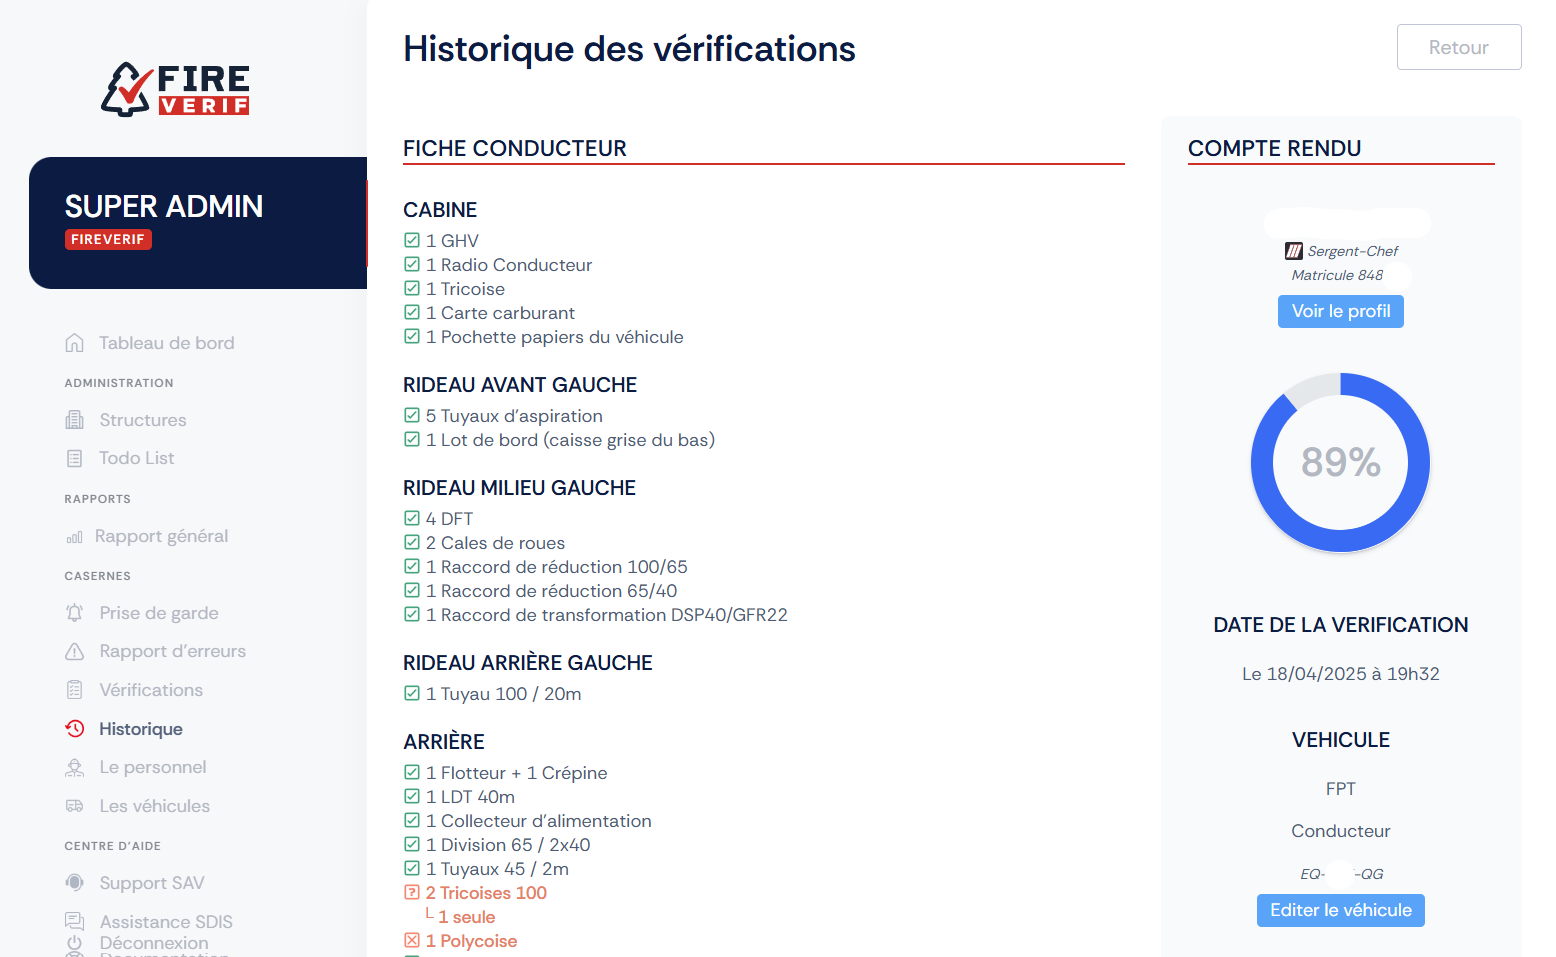 FIRE
VERIF
SUPER ADMIN
FIREVERIF
Tableau de bord
ADMINISTRATION
Structures
Todo List
RAPPORTS
Rapport général
CASERNES
Prise de garde
Rapport d'erreurs
Vérifications
Historique
Le personnel
Les véhicules
CENTRE D'AIDE
Support SAV
Assistance SDIS
Déconnexion
Historique des vérifications
Retour
FICHE CONDUCTEUR
CABINE
1 GHV
1 Radio Conducteur
1 Tricoise
1 Carte carburant
1 Pochette papiers du véhicule
RIDEAU AVANT GAUCHE
5 Tuyaux d'aspiration
1 Lot de bord (caisse grise du bas)
RIDEAU MILIEU GAUCHE
4 DFT
2 Cales de roues
1 Raccord de réduction 100/65
1 Raccord de réduction 65/40
1 Raccord de transformation DSP40/GFR22
RIDEAU ARRIÈRE GAUCHE
1 Tuyau 100 / 20m
ARRIÈRE
1 Flotteur + 1 Crépine
1 LDT 40m
1 Collecteur d'alimentation
1 Division 65 / 2x40
1 Tuyaux 45 / 2m
2 Tricoises 100
1 seule
1 Polycoise
COMPTE RENDU
Sergent-Chef
Matricule 848
Voir le profil
89%
DATE DE LA VERIFICATION
Le 18/04/2025 à 19h32
VEHICULE
FPT
Conducteur
EQ- -QG
Editer le véhicule